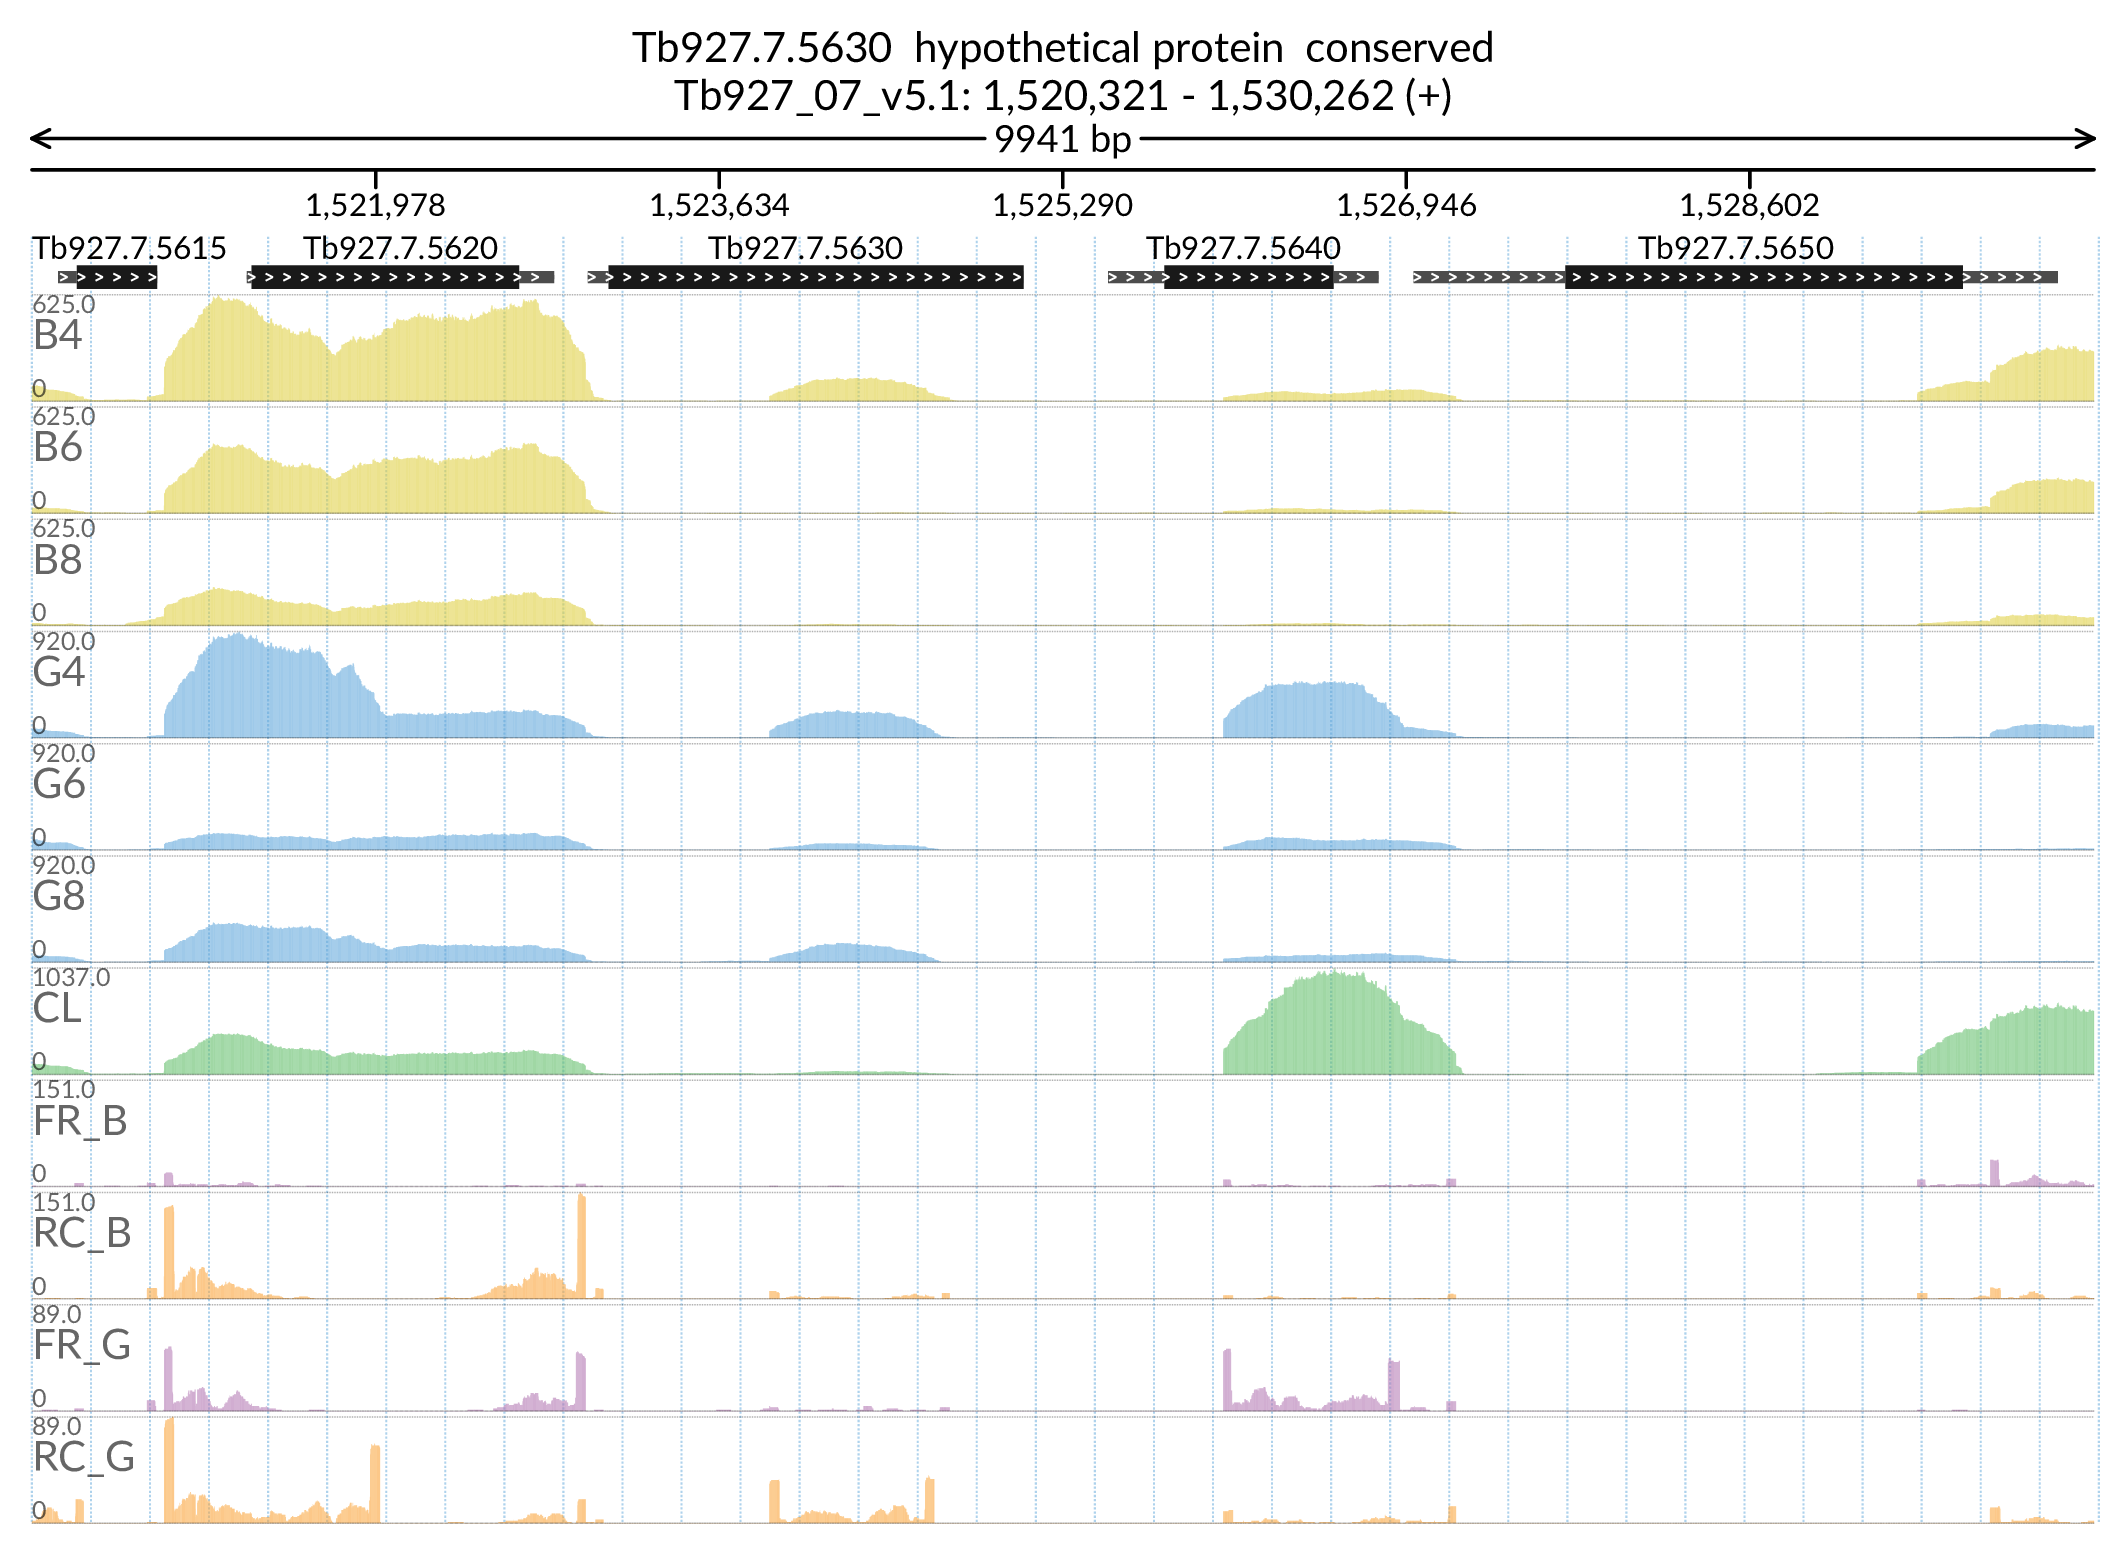 Tb927.7.5630 hypothetical protein conserved
Tb927_07_v5.1: 1,520,321 - 1,530,262 (+)
9941 bp
1,521,978 1,523,634 1,525,290 1,526,946 1,528,602
Tb927.7.5615 Tb927.7.5620 Tb927.7.5630 Tb927.7.5640 Tb927.7.5650
625.0
B4
0
625.0
B6
0
625.0
B8
0
920.0
G4
0
920.0
G6
0
920.0
G8
0
1037.0
CL
0
151.0
FR_B
0
151.0
RC_B
0
89.0
FR_G
0
89.0
RC_G
0